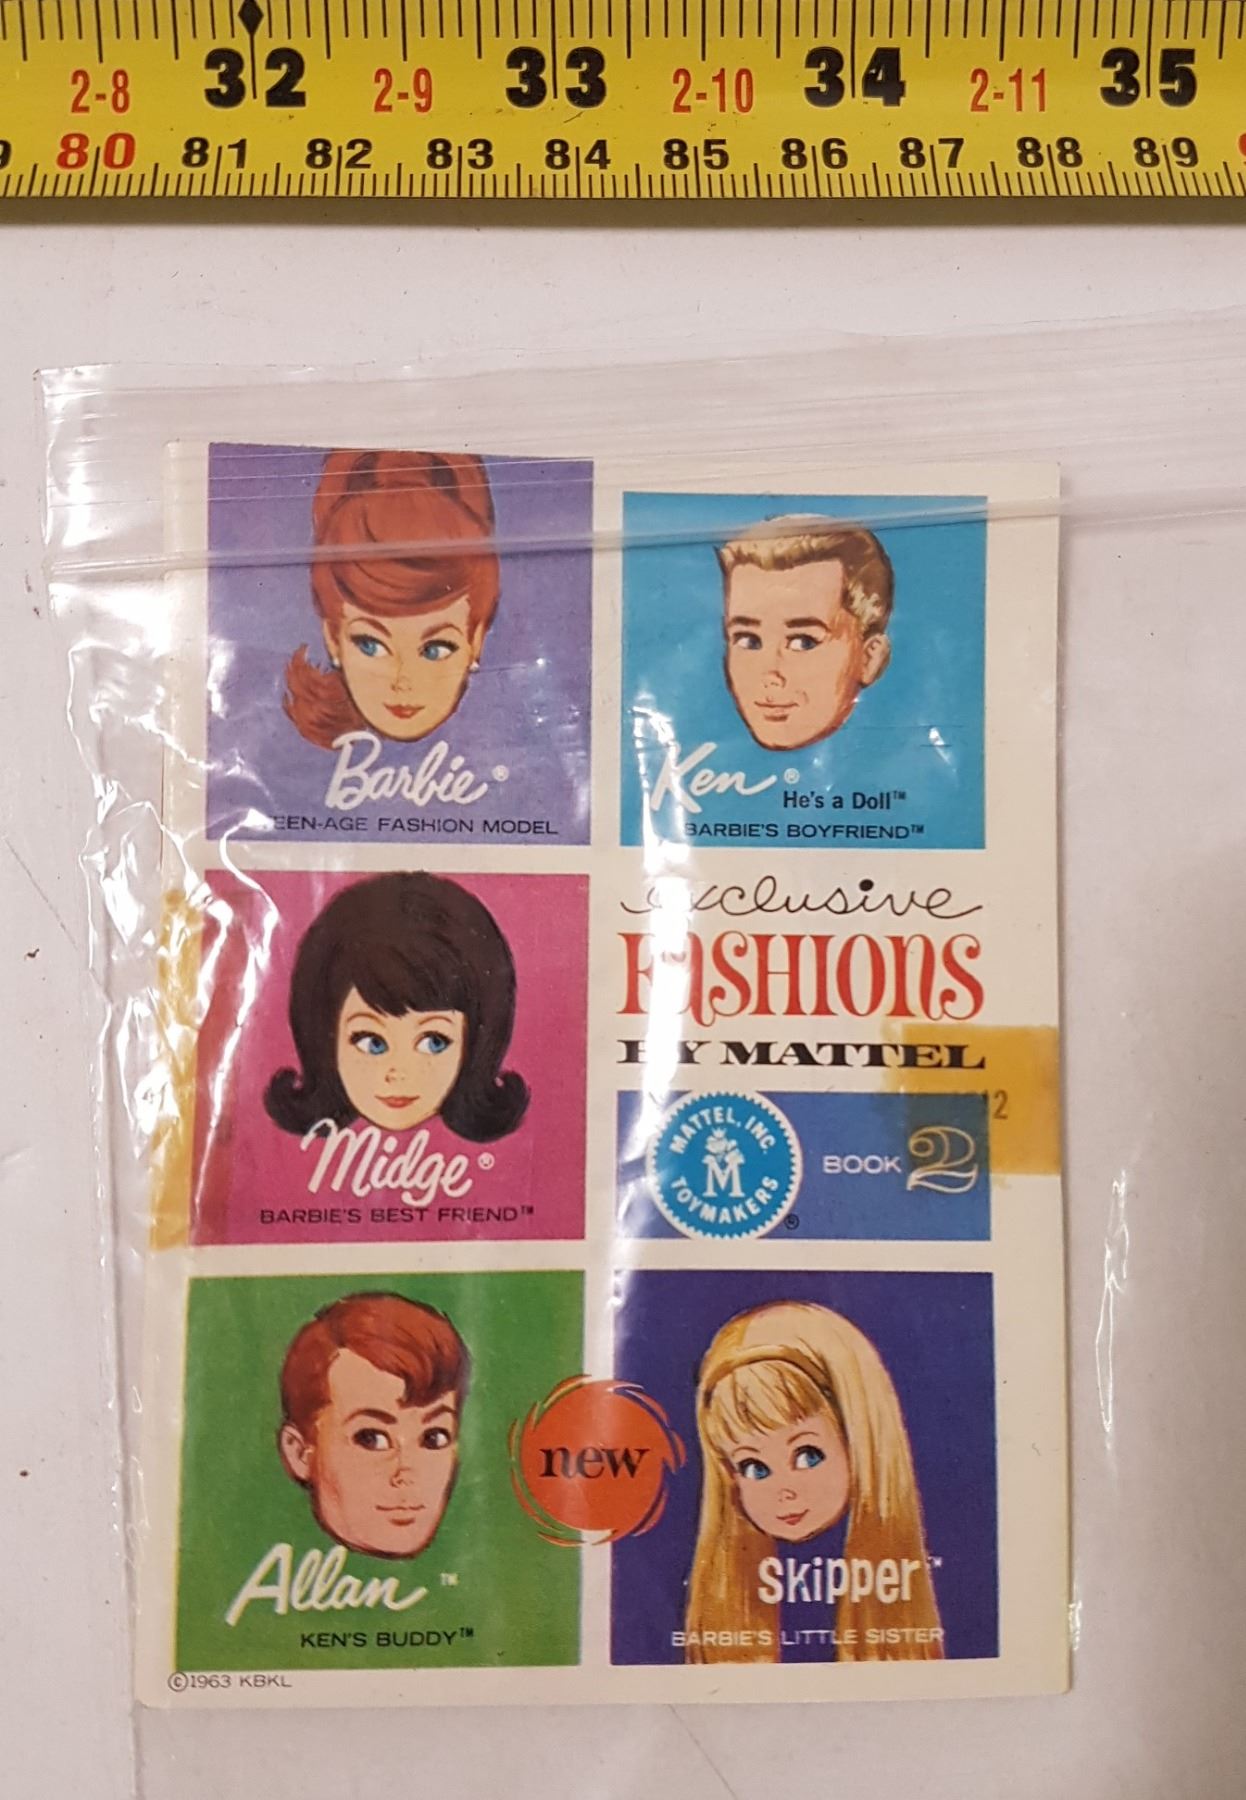 2-8 32 2-9 33 2-10 34 2-11 35
80 81 82 83 84 85 86 87 88 89
Barbie®
TEEN-AGE FASHION MODEL
Ken®
He's a Doll™
BARBIE'S BOYFRIEND™
exclusive
FASHIONS
BY MATTEL
Midge®
BARBIE'S BEST FRIEND™
MATTEL, INC.
M
TOYMAKERS
®
BOOK 2
2
Allan™
KEN'S BUDDY™
new
Skipper™
BARBIE'S LITTLE SISTER
©1963 KBKL